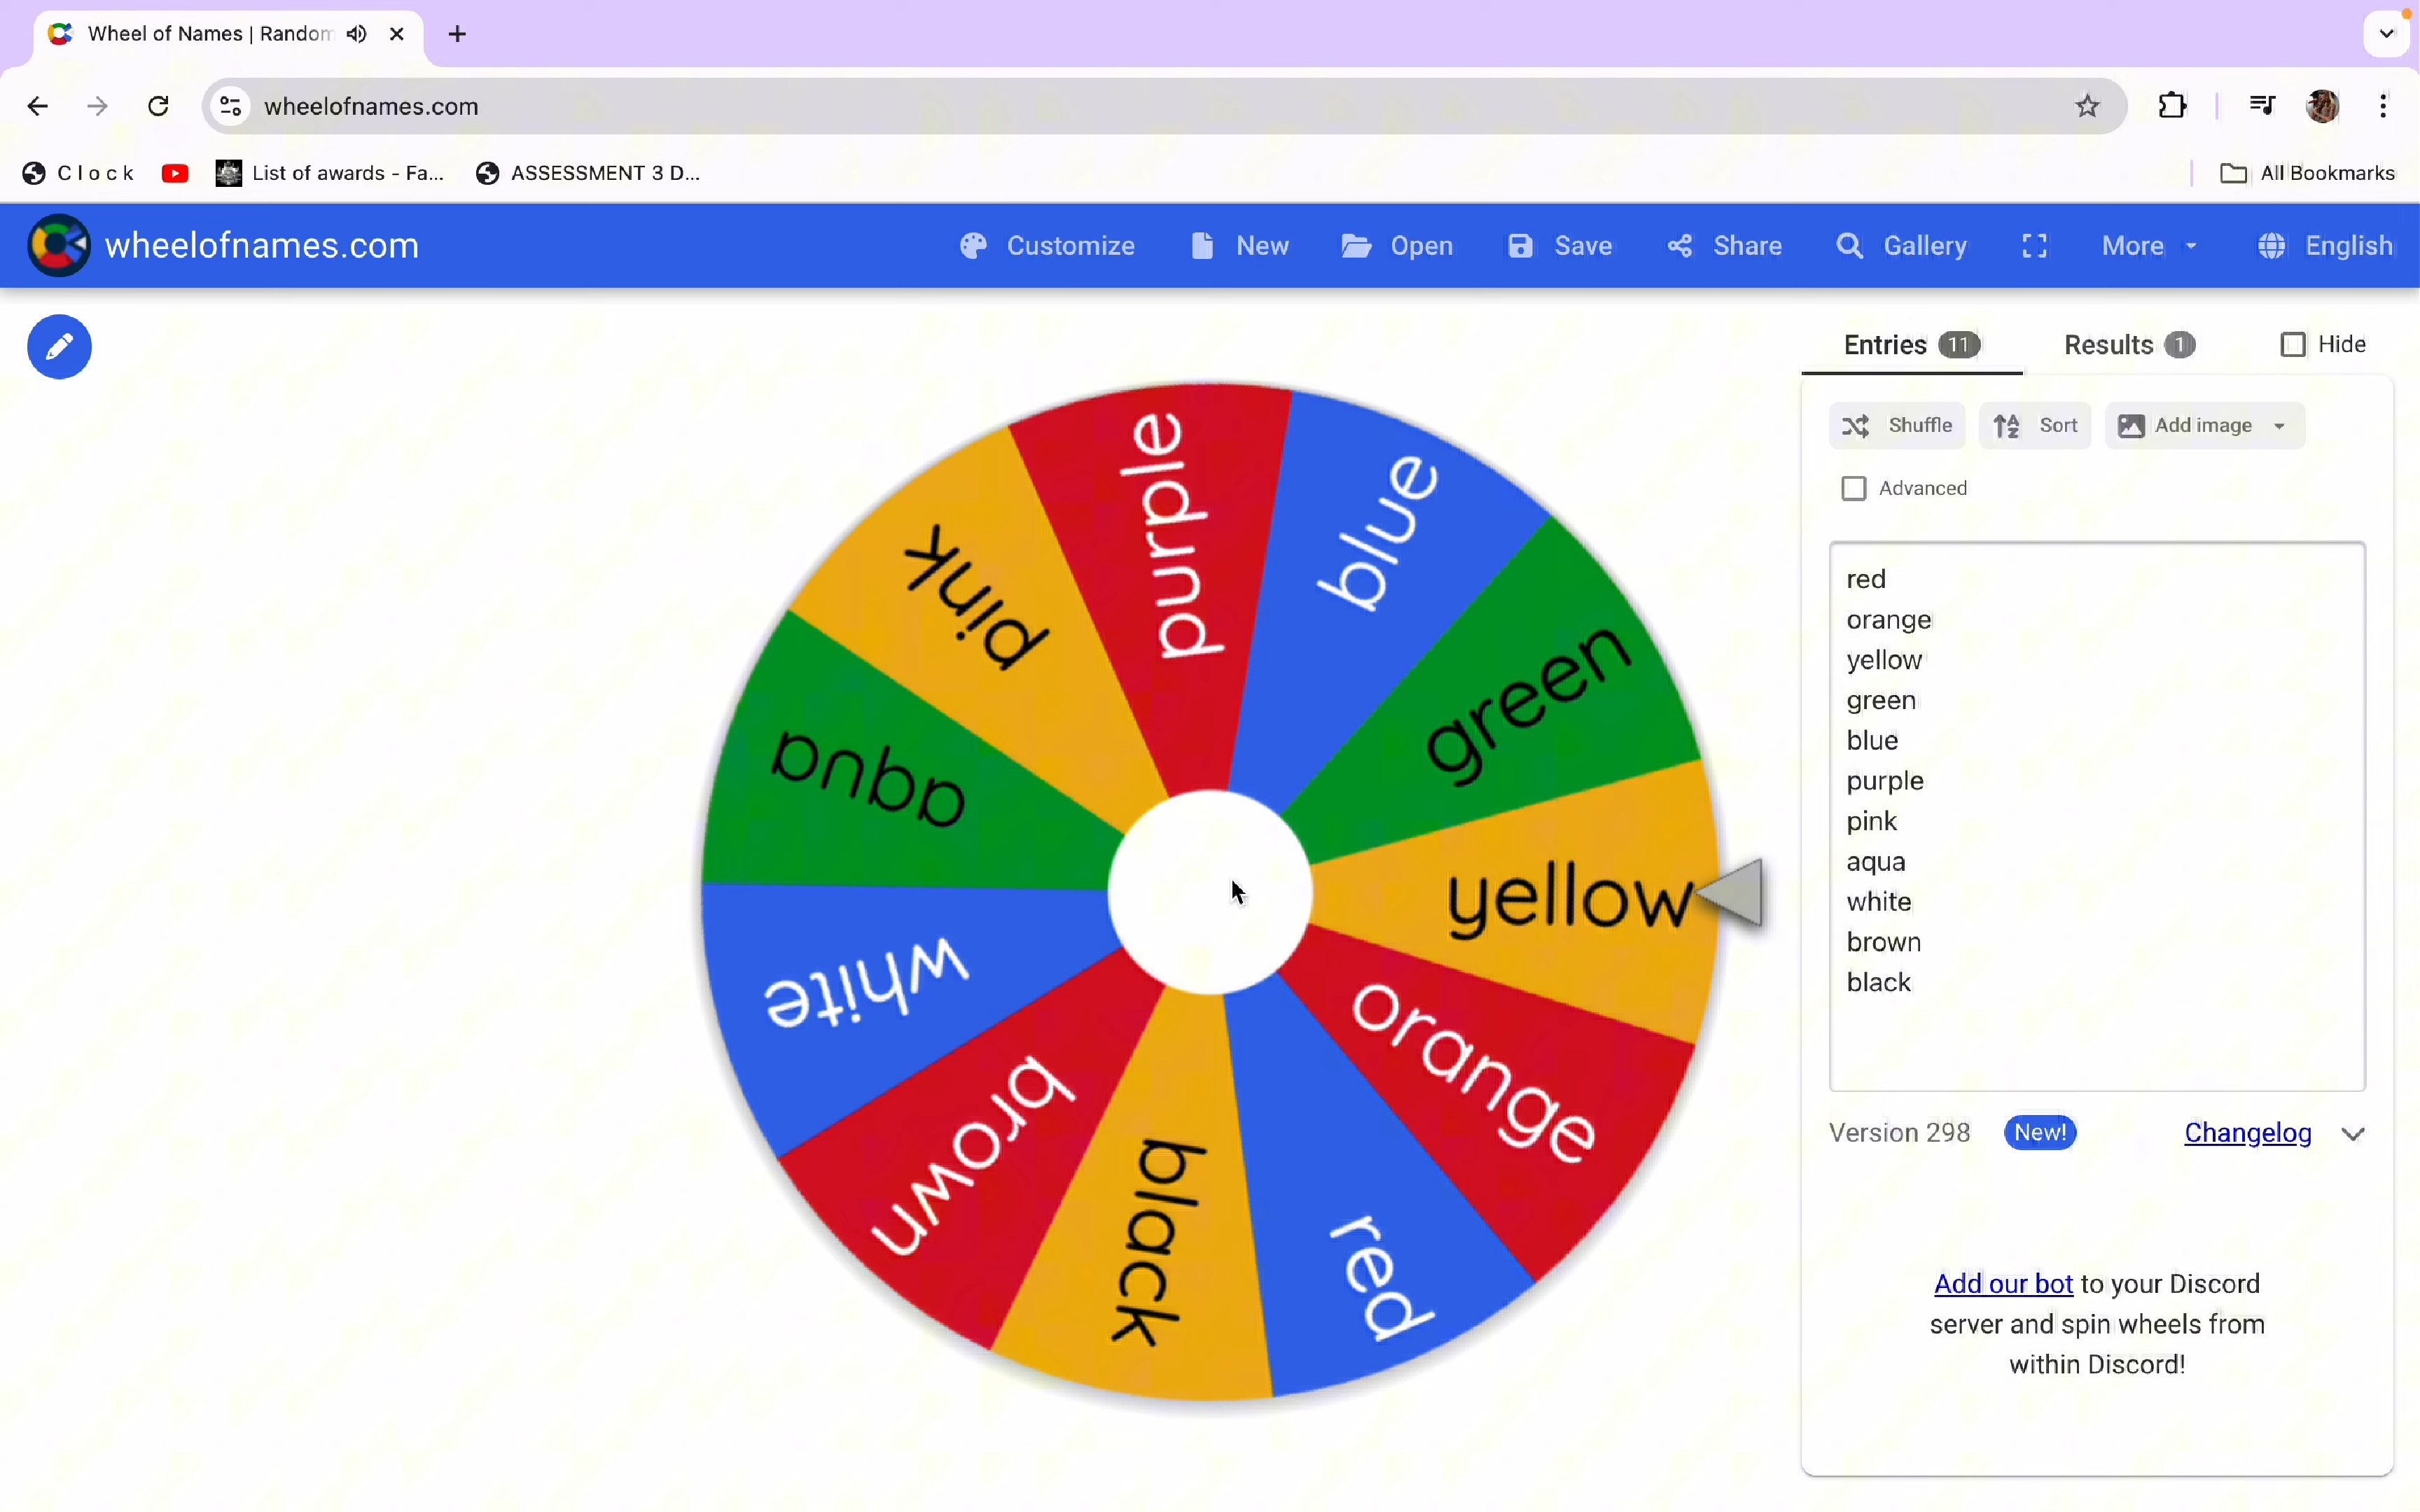 Wheel of Names | Random
wheelofnames.com
Clock
List of awards - Fa...
ASSESSMENT 3 D...
All Bookmarks
wheelofnames.com
Customize
New
Open
Save
Share
Gallery
More
English
Entries 11
Results 1
Hide
Shuffle
Sort
Add image
Advanced
purple
blue
green
yellow
orange
red
black
brown
white
aqua
pink
red
orange
yellow
green
blue
purple
pink
aqua
white
brown
black
Version 298
New!
Changelog
Add our bot to your Discord
server and spin wheels from
within Discord!